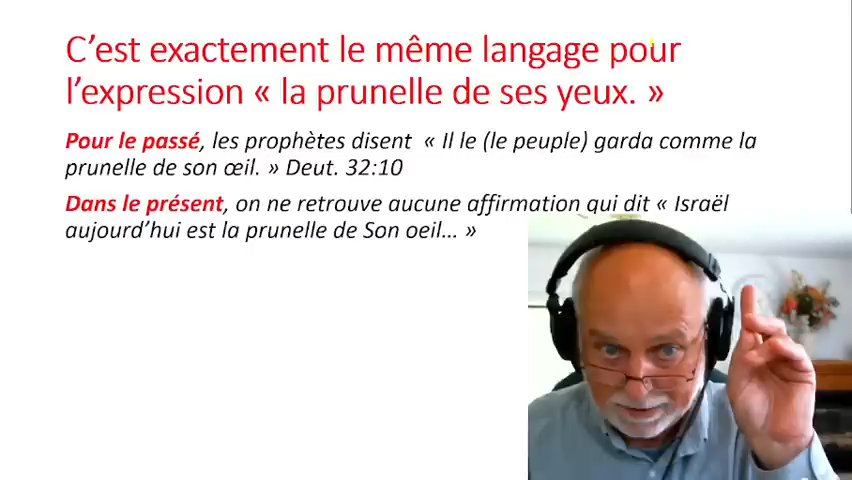 C’est exactement le même langage pour
l’expression « la prunelle de ses yeux. »
Pour le passé, les prophètes disent  « Il le (le peuple) garda comme la
prunelle de son œil. » Deut. 32:10
Dans le présent, on ne retrouve aucune affirmation qui dit « Israël
aujourd’hui est la prunelle de Son oeil… »